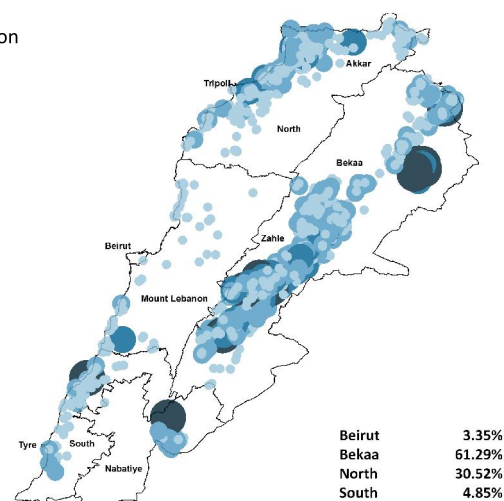 on
Akkar
Tripoli
North
Bekaa
Zahle
Beirut
Mount Lebanon
Tyre
South
Nabatiye
Beirut 3.35%
Bekaa 61.29%
North 30.52%
South 4.85%